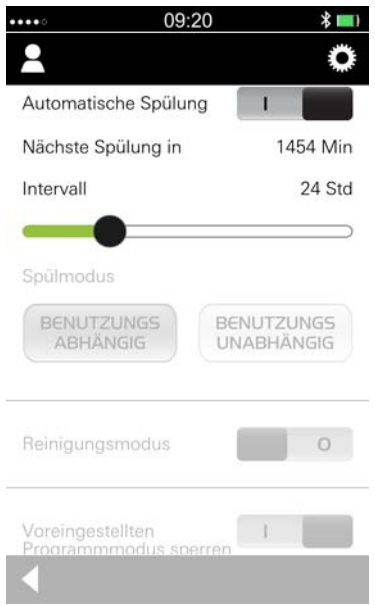 09:20
Automatische Spülung I
Nächste Spülung in 1454 Min
Intervall 24 Std
Spülmodus
BENUTZUNGS
ABHÄNGIG
BENUTZUNGS
UNABHÄNGIG
Reinigungsmodus O
Voreingestellten I
Programmmodus sperren